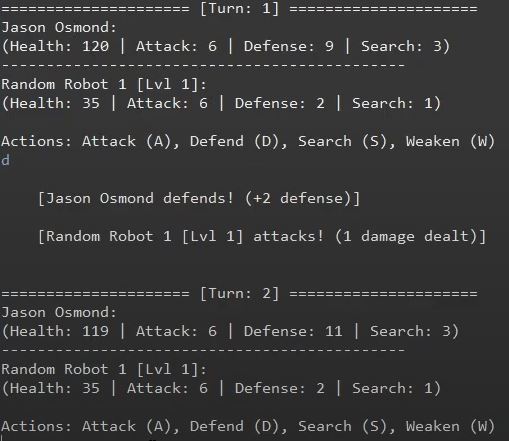 ===================== [Turn: 1] =====================
Jason Osmond:
(Health: 120 | Attack: 6 | Defense: 9 | Search: 3)
---------------------------------------------
Random Robot 1 [Lvl 1]:
(Health: 35 | Attack: 6 | Defense: 2 | Search: 1)
Actions: Attack (A), Defend (D), Search (S), Weaken (W)
d
[Jason Osmond defends! (+2 defense)]
[Random Robot 1 [Lvl 1] attacks! (1 damage dealt)]
===================== [Turn: 2] =====================
Jason Osmond:
(Health: 119 | Attack: 6 | Defense: 11 | Search: 3)
---------------------------------------------
Random Robot 1 [Lvl 1]:
(Health: 35 | Attack: 6 | Defense: 2 | Search: 1)
Actions: Attack (A), Defend (D), Search (S), Weaken (W)